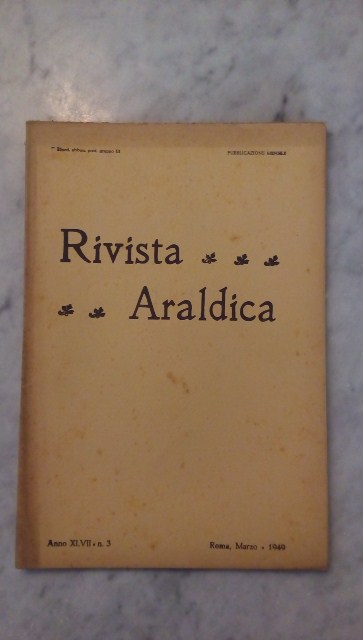 PUBBLICAZIONE MENSILE
Rivista
Araldica
Anno XLVII - n. 3
Roma, Marzo - 1949